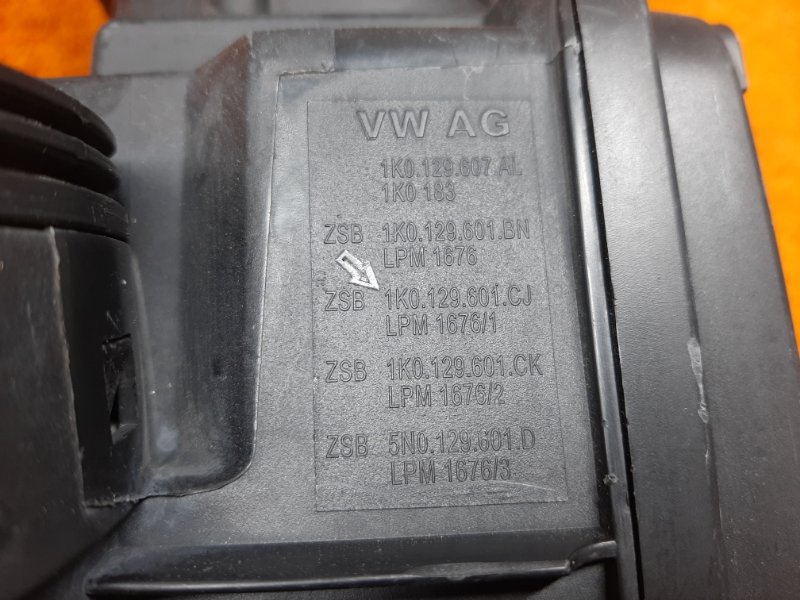 VW AG
1K0.129.607 AL
1K0 183
ZSB 1K0.129.601.BN
LPM 1676
ZSB 1K0.129.601.CJ
LPM 1676/1
ZSB 1K0.129.601.CK
LPM 1676/2
ZSB 5N0.129.601.D
LPM 1676/3